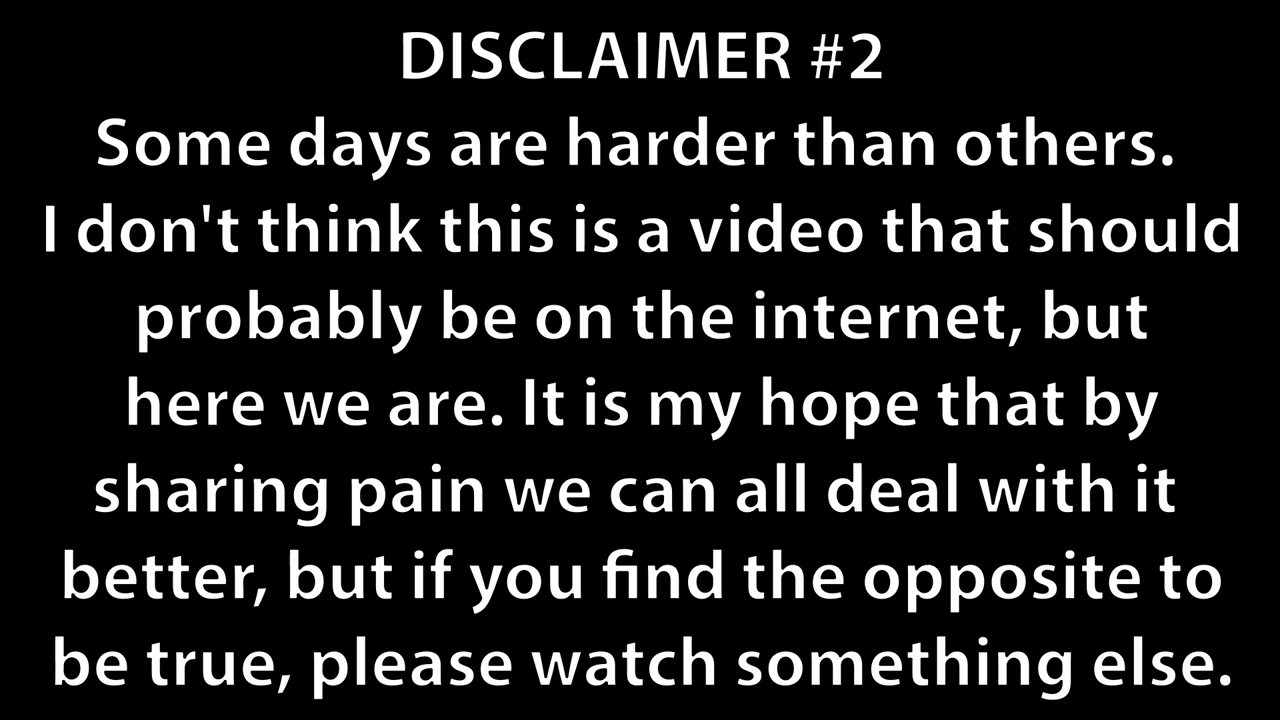 DISCLAIMER #2
Some days are harder than others.
I don't think this is a video that should
probably be on the internet, but
here we are. It is my hope that by
sharing pain we can all deal with it
better, but if you find the opposite to
be true, please watch something else.